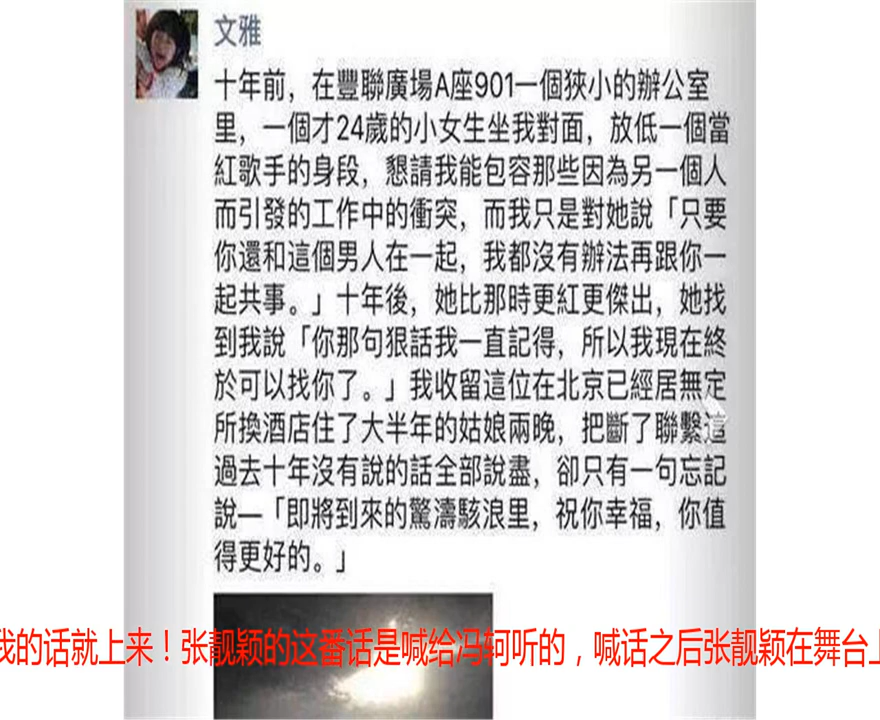 文雅
十年前，在豐聯廣場A座901一個狹小的辦公室
里，一個才24歲的小女生坐我對面，放低一個當
紅歌手的身段，懇請我能包容那些因為另一個人
而引發的工作中的衝突，而我只是對她說「只要
你還和這個男人在一起，我都沒有辦法再跟你一
起共事。」十年後，她比那時更紅更傑出，她找
到我說「你那句狠話我一直記得，所以我現在終
於可以找你了。」我收留這位在北京已經居無定
所換酒店住了大半年的姑娘兩晚，把斷了聯繫這
過去十年沒有說的話全部說盡，卻只有一句忘記
說—「即將到來的驚濤駭浪里，祝你幸福，你值
得更好的。」
我的话就上来！张靓颖的这番话是喊给冯轲听的，喊话之后张靓颖在舞台上